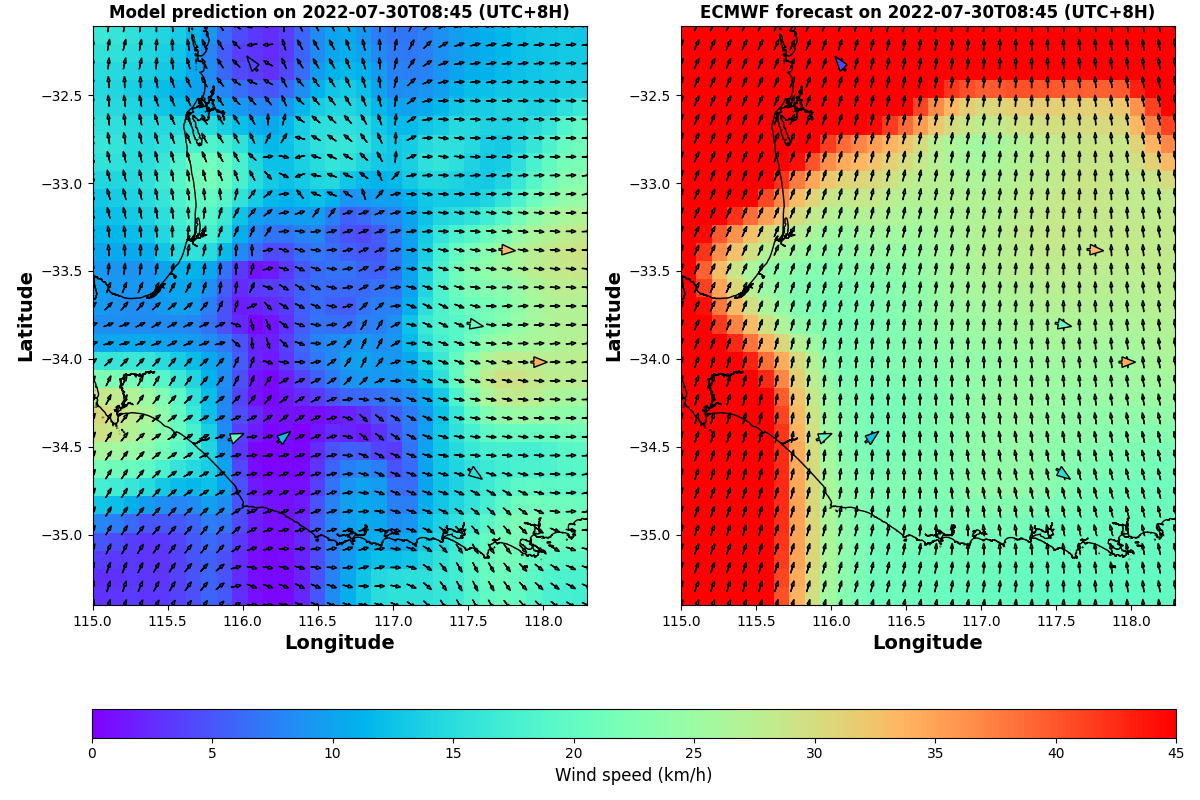 Model prediction on 2022-07-30T08:45 (UTC+8H)
ECMWF forecast on 2022-07-30T08:45 (UTC+8H)
Latitude
−32.5
−33.0
−33.5
−34.0
−34.5
−35.0
115.0 115.5 116.0 116.5 117.0 117.5 118.0
Longitude
Latitude
−32.5
−33.0
−33.5
−34.0
−34.5
−35.0
115.0 115.5 116.0 116.5 117.0 117.5 118.0
Longitude
0 5 10 15 20 25 30 35 40 45
Wind speed (km/h)